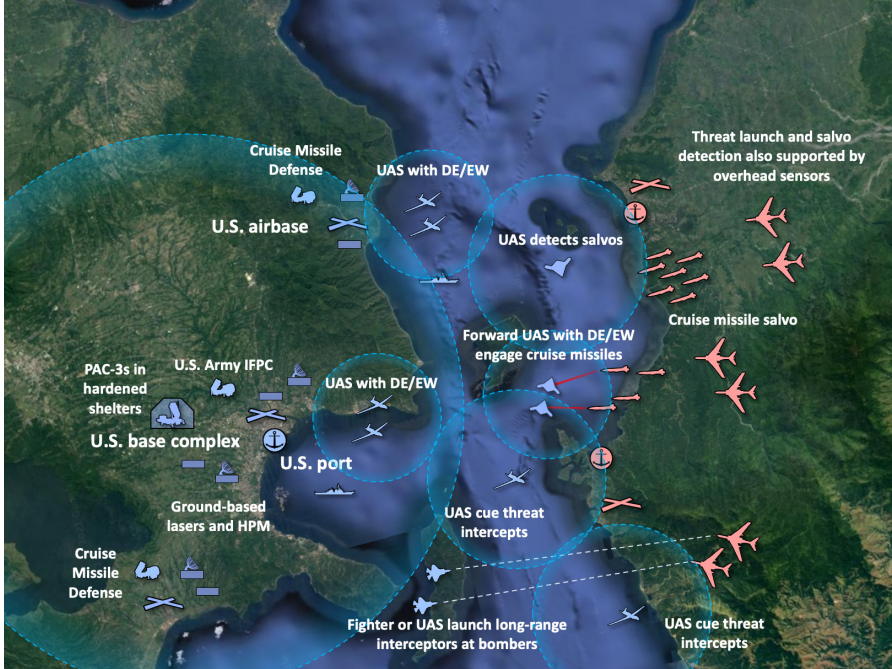 Threat launch and salvo
detection also supported by
overhead sensors
Cruise Missile
Defense
UAS with DE/EW
U.S. airbase
UAS detects salvos
Cruise missile salvo
Forward UAS with DE/EW
engage cruise missiles
PAC-3s in
hardened
shelters
U.S. Army IFPC
UAS with DE/EW
U.S. base complex
U.S. port
Ground-based
lasers and HPM
UAS cue threat
intercepts
Cruise
Missile
Defense
Fighter or UAS launch long-range
interceptors at bombers
UAS cue threat
intercepts